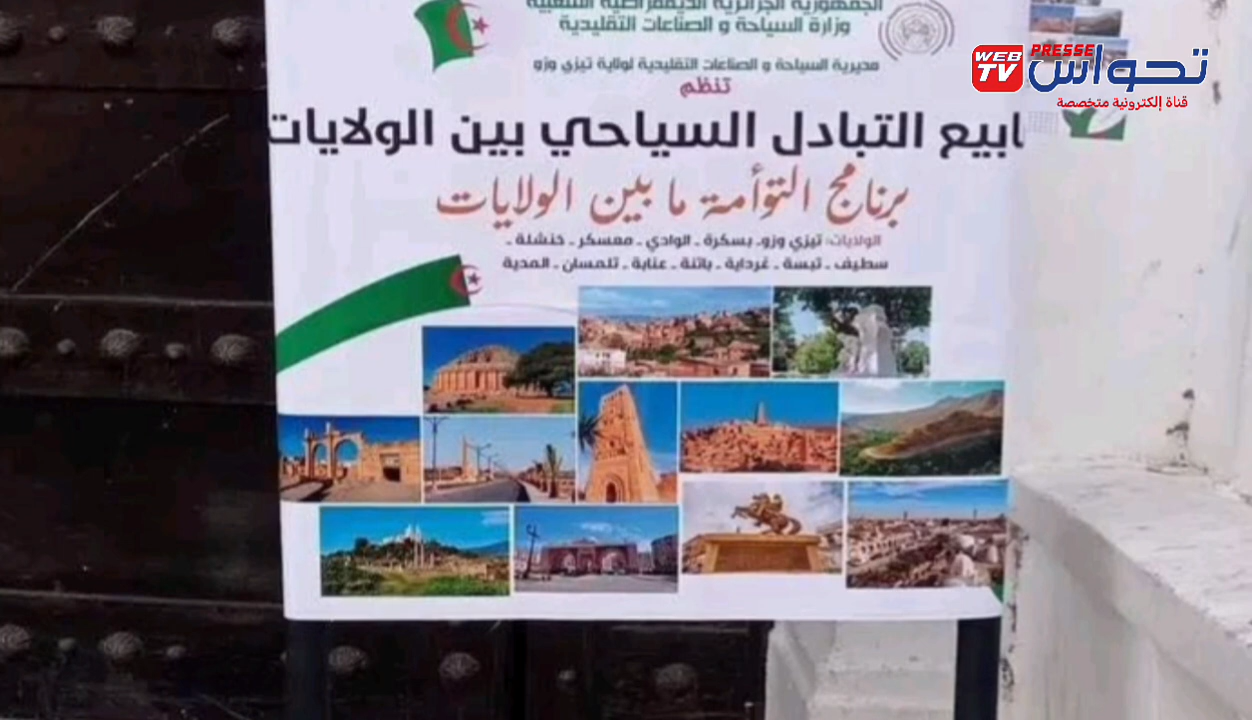 الجمهورية الجزائرية الديمقراطية الشعبية
وزارة السياحة و الصناعات التقليدية
مديرية السياحة و الصناعات التقليدية لولاية تيزي وزو
تنظم
ابيع التبادل السياحي بين الولايات
برنامج التوأمة ما بين الولايات
الولايات: تيزي وزو- بسكرة - الوادي - معسكر - خنشلة -
سطيف - تبسة - غرداية - باتنة - عنابة - تلمسان - المدية
WEB TV
PRESSE
تحواس
قناة إلكترونية متخصصة